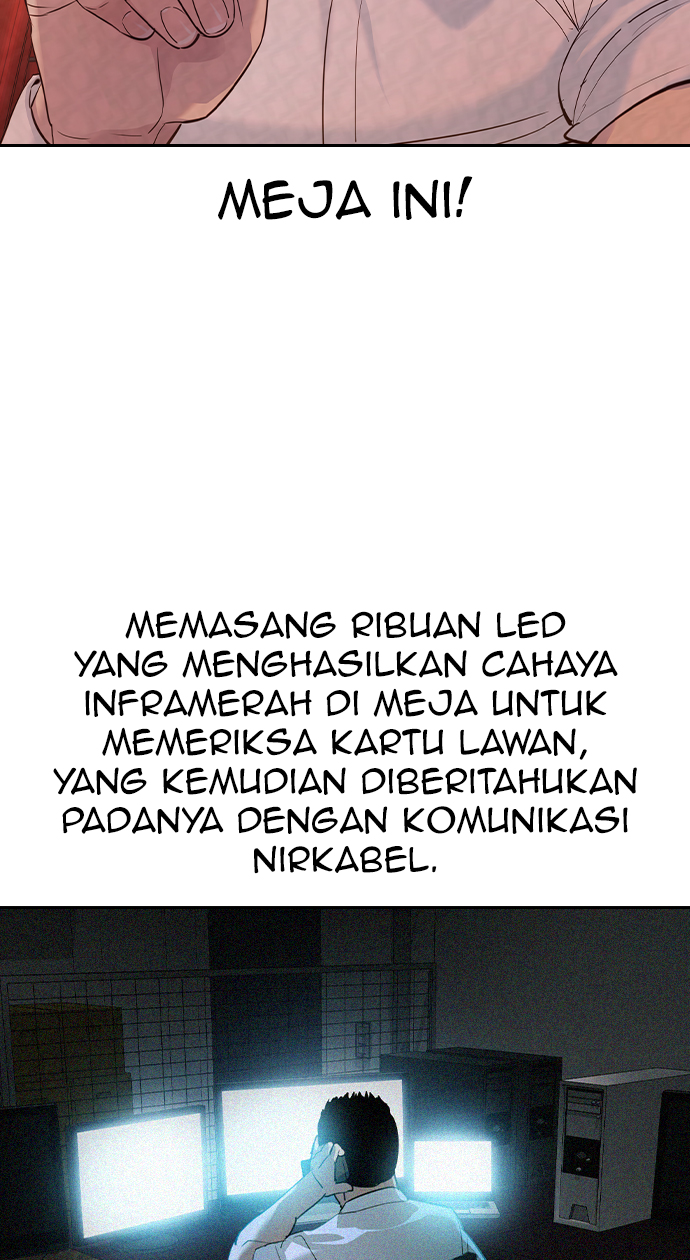 MEJA INI!
MEMASANG RIBUAN LED
YANG MENGHASILKAN CAHAYA
INFRAMERAH DI MEJA UNTUK
MEMERIKSA KARTU LAWAN,
YANG KEMUDIAN DIBERITAHUKAN
PADANYA DENGAN KOMUNIKASI
NIRKABEL.